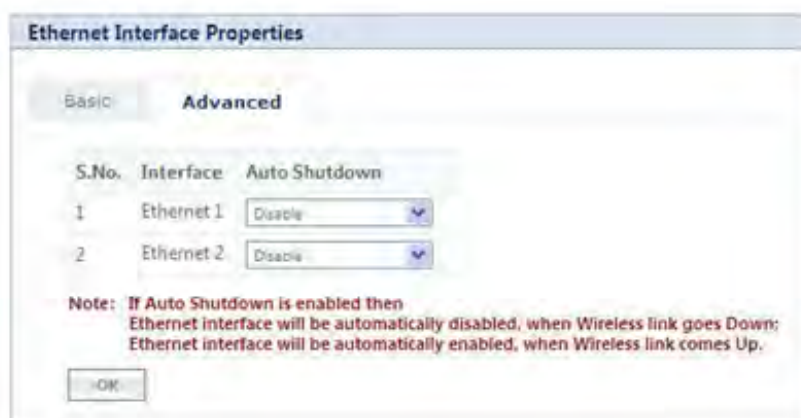 Ethernet Interface Properties
Basic Advanced
S.No. Interface Auto Shutdown
1 Ethernet 1 Disable
2 Ethernet 2 Disable
Note: If Auto Shutdown is enabled then
Ethernet interface will be automatically disabled, when Wireless link goes Down;
Ethernet interface will be automatically enabled, when Wireless link comes Up.
OK